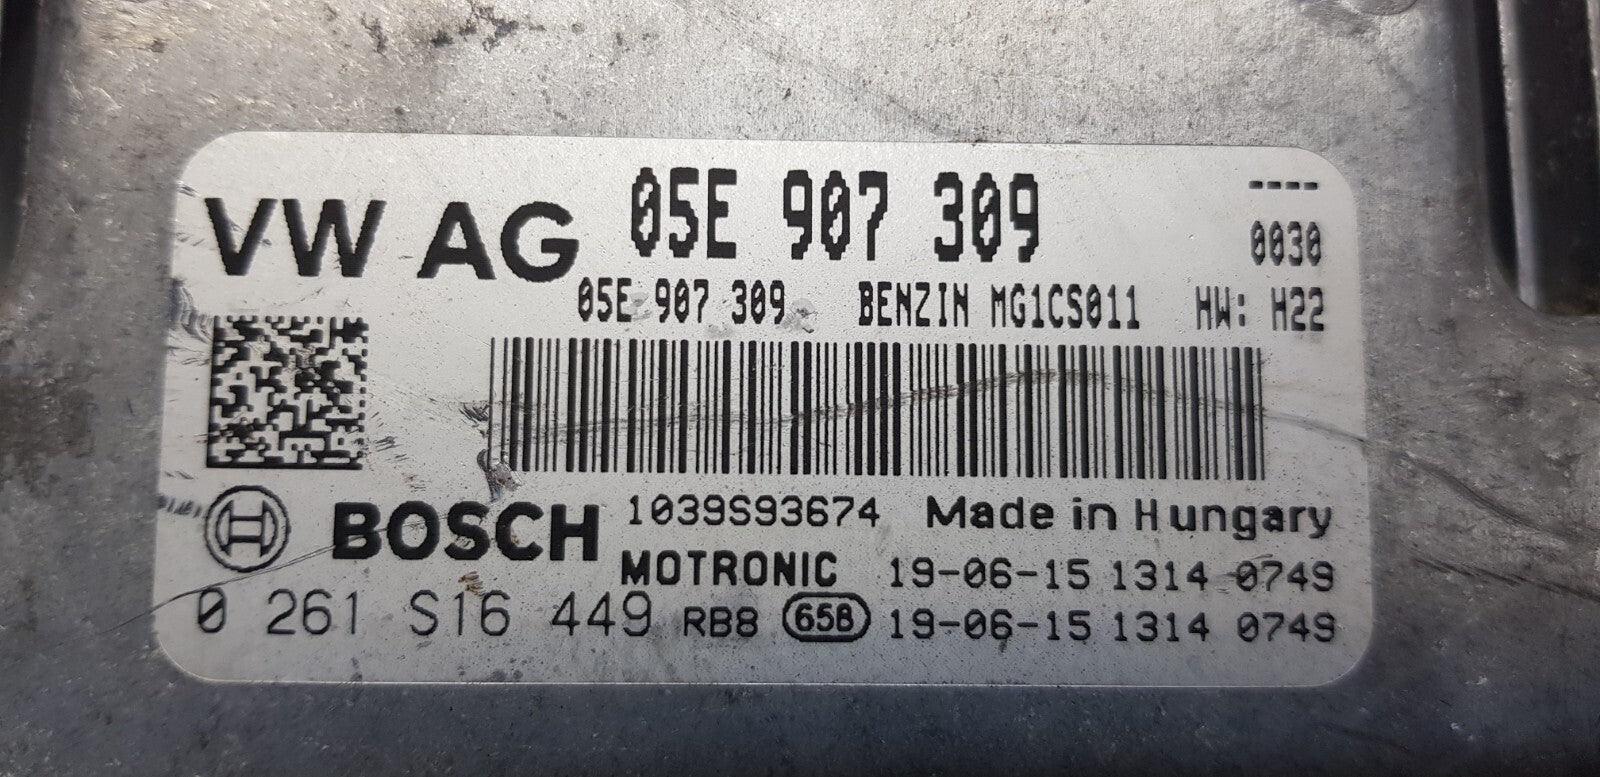 VW AG 05E 907 309 ----
0030
05E 907 309 BENZIN MG1CS011 HW: H22
BOSCH 1039S93674 Made in Hungary
MOTRONIC 19-06-15 1314 0749
0 261 S16 449 RB8 65B 19-06-15 1314 0749